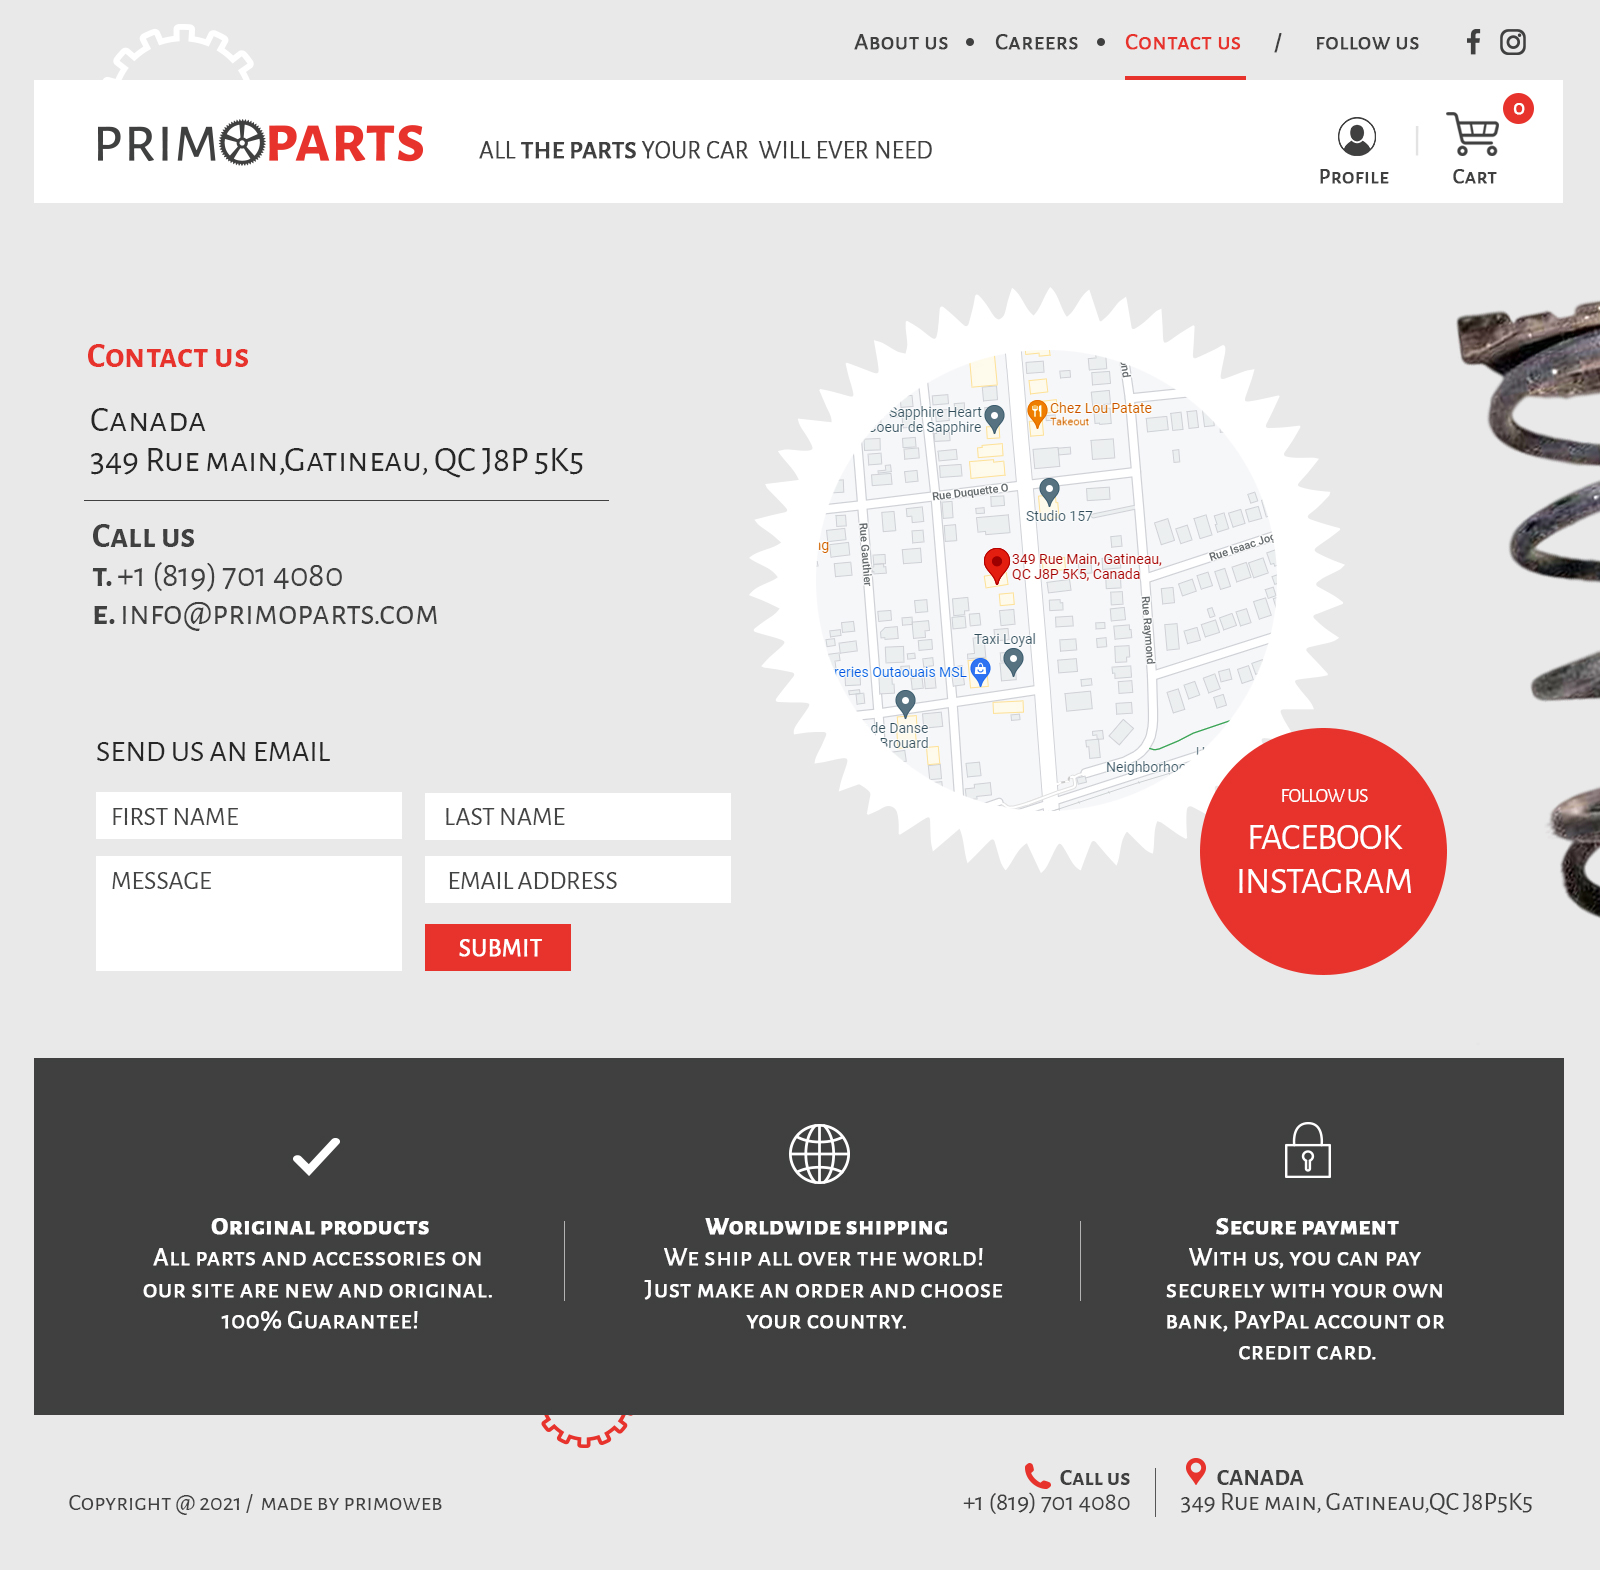 About us • Careers • Contact us / follow us
PRIMOPARTS
ALL THE PARTS YOUR CAR WILL EVER NEED
0
Profile
Cart
Contact us
Canada
349 Rue main,Gatineau, QC J8P 5K5
Call us
T. +1 (819) 701 4080
E. info@primoparts.com
SEND US AN EMAIL
FIRST NAME
LAST NAME
MESSAGE
EMAIL ADDRESS
SUBMIT
Sapphire Heart
Coeur de Sapphire
Chez Lou Patate
Takeout
Rue Duquette O
Studio 157
Rue Gauthier
349 Rue Main, Gatineau,
QC J8P 5K5, Canada
Rue Isaac Jog
Rue Raymond
Taxi Loyal
reries Outaouais MSL
de Danse
Brouard
Neighborhoo
FOLLOW US
FACEBOOK
INSTAGRAM
Original products
All parts and accessories on
our site are new and original.
100% Guarantee!
Worldwide shipping
We ship all over the world!
Just make an order and choose
your country.
Secure payment
With us, you can pay
securely with your own
bank, PayPal account or
credit card.
Copyright @ 2021 / made by primoweb
Call us
+1 (819) 701 4080
CANADA
349 Rue main, Gatineau,QC J8P5K5